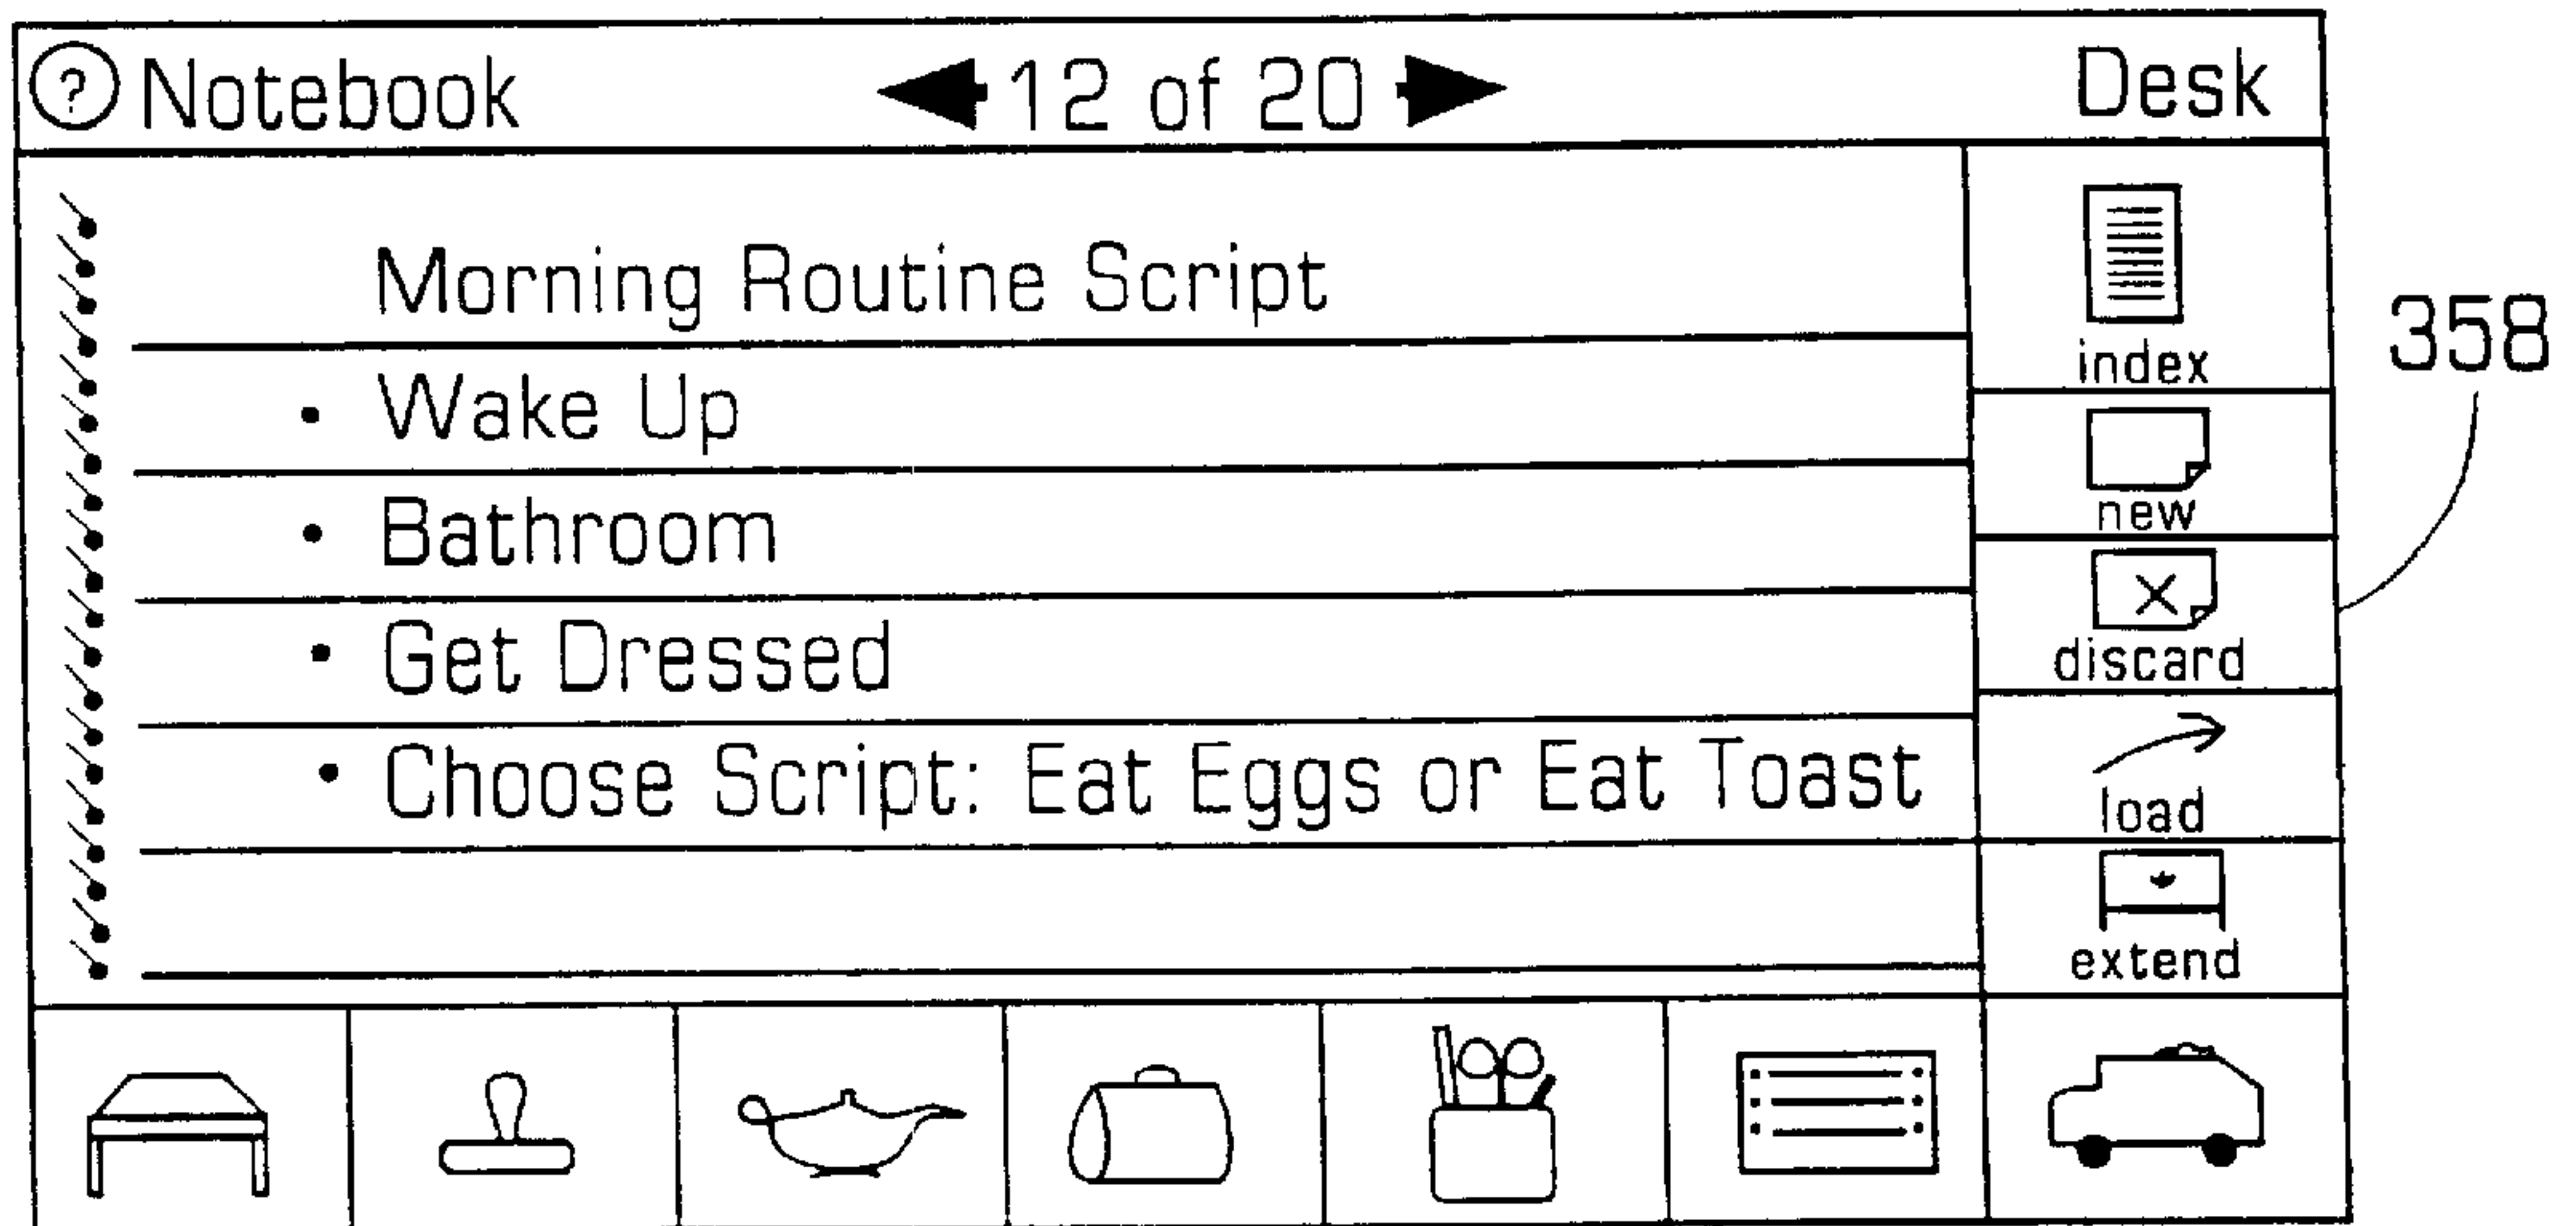 ? Notebook 12 of 20 Desk
Morning Routine Script
• Wake Up
• Bathroom
• Get Dressed
• Choose Script: Eat Eggs or Eat Toast
index
new
discard
load
extend
358